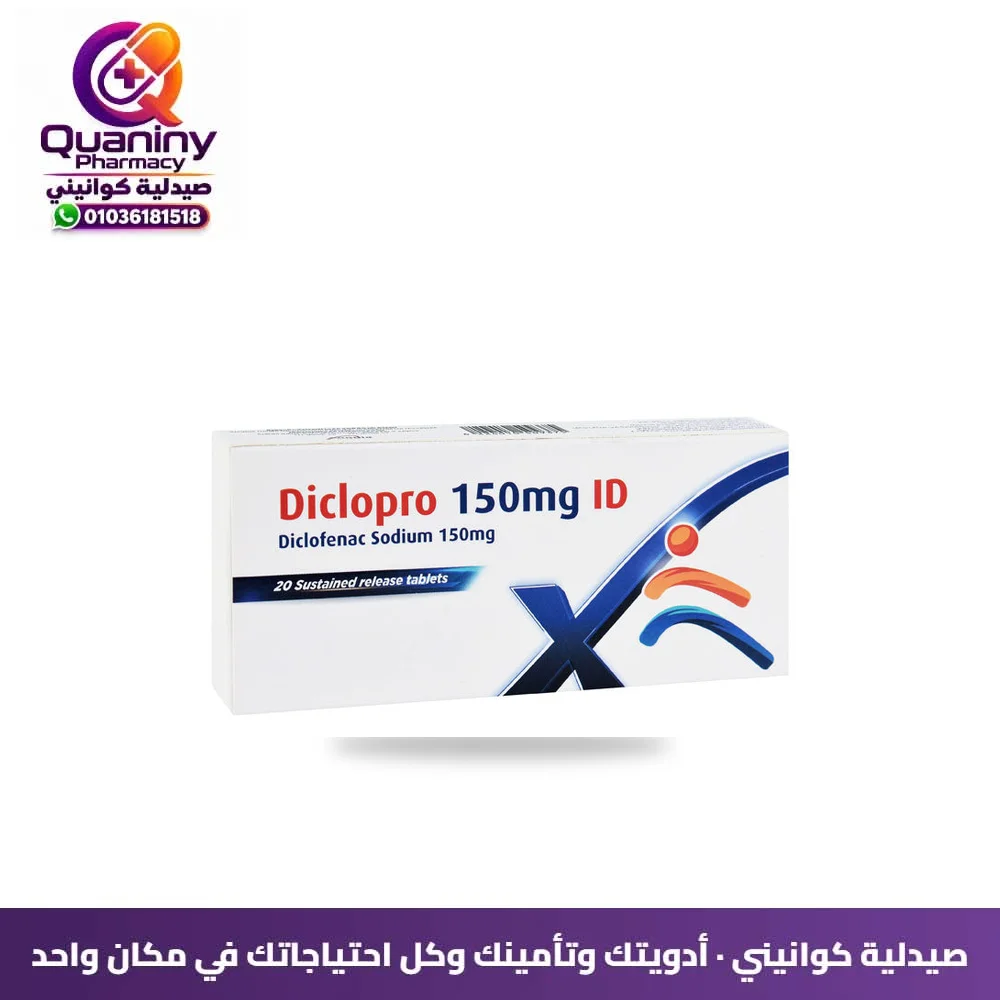 Quaniny
Pharmacy
صيدلية كوانيني
01036181518
Diclopro 150mg ID
Diclofenac Sodium 150mg
20 Sustained release tablets
صيدلية كوانيني · أدويتك وتأمينك وكل احتياجاتك في مكان واحد